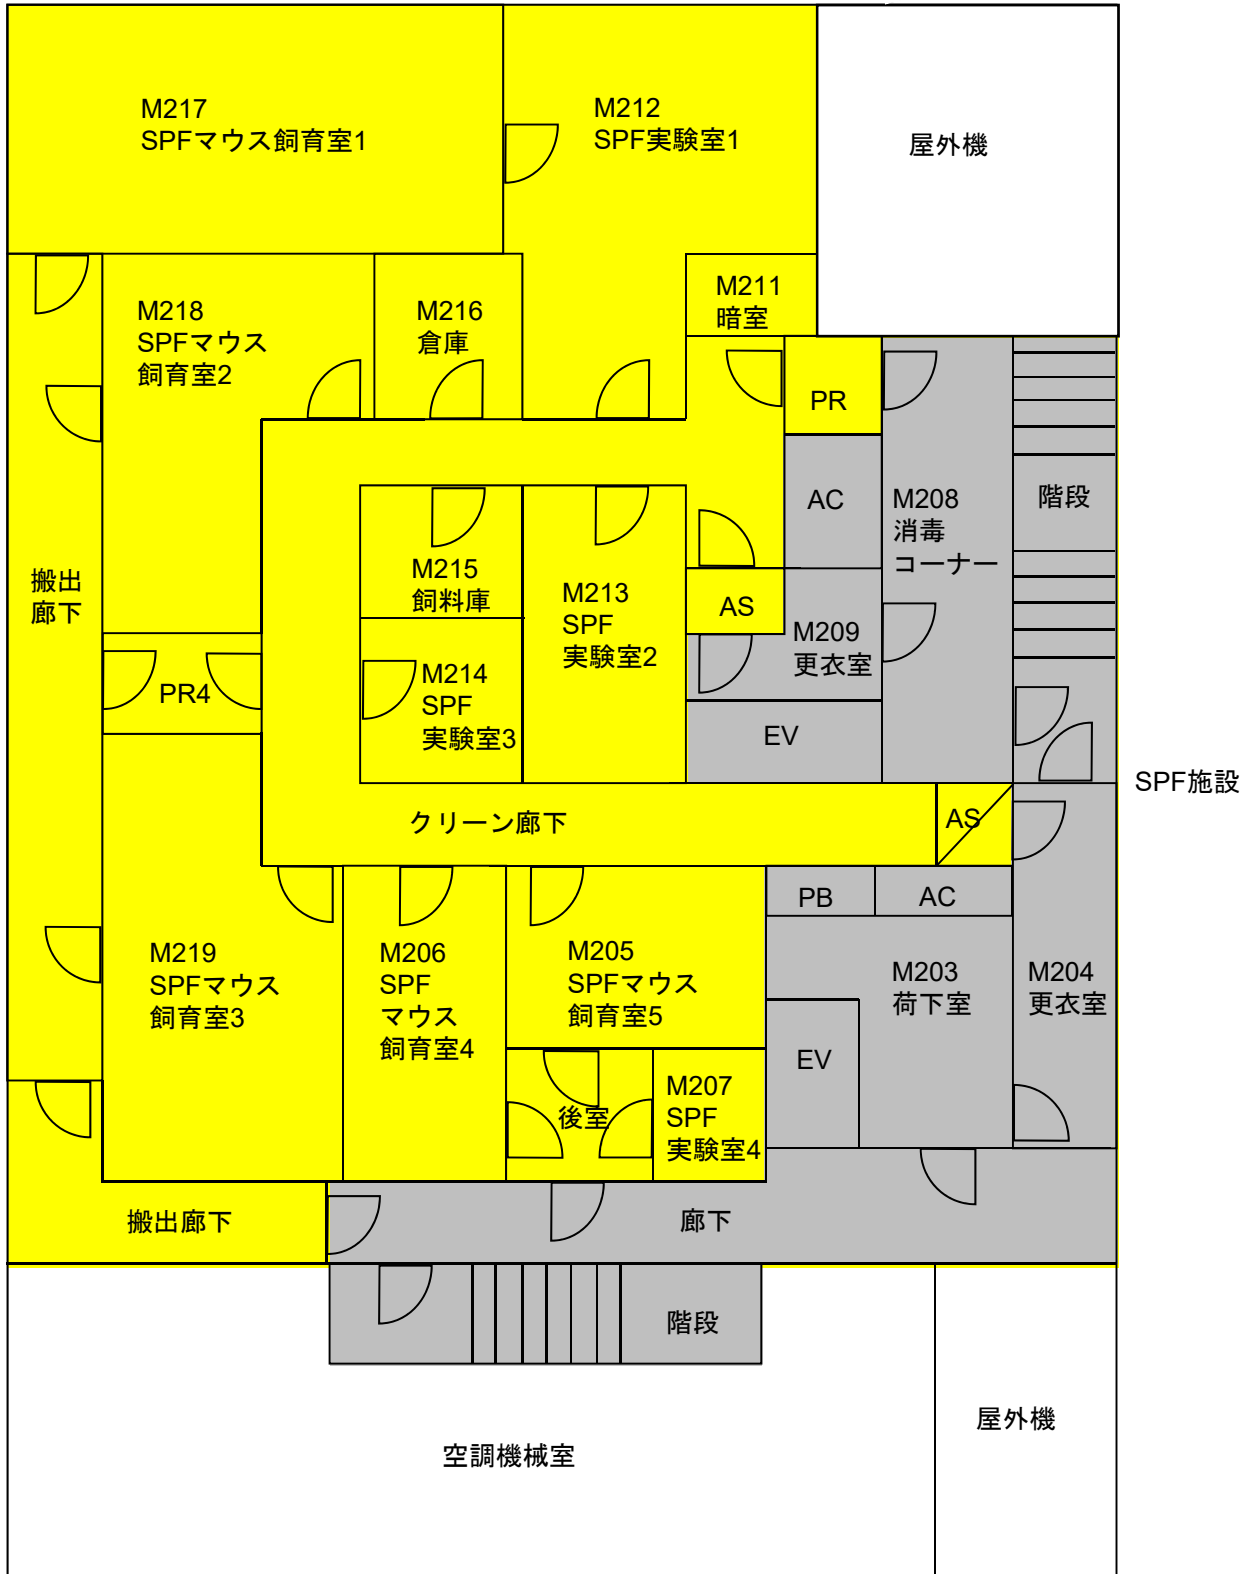 M217
SPFマウス飼育室1
M212
SPF実験室1
屋外機
M218
SPFマウス
飼育室2
M216
倉庫
M211
暗室
PR
AC
M208
消毒
コーナー
階段
搬出
廊下
M215
飼料庫
M213
SPF
実験室2
AS
M209
更衣室
PR4
M214
SPF
実験室3
EV
SPF施設
クリーン廊下
AS
PB
AC
M219
SPFマウス
飼育室3
M206
SPF
マウス
飼育室4
M205
SPFマウス
飼育室5
M203
荷下室
M204
更衣室
EV
後室
M207
SPF
実験室4
搬出廊下
廊下
階段
屋外機
空調機械室